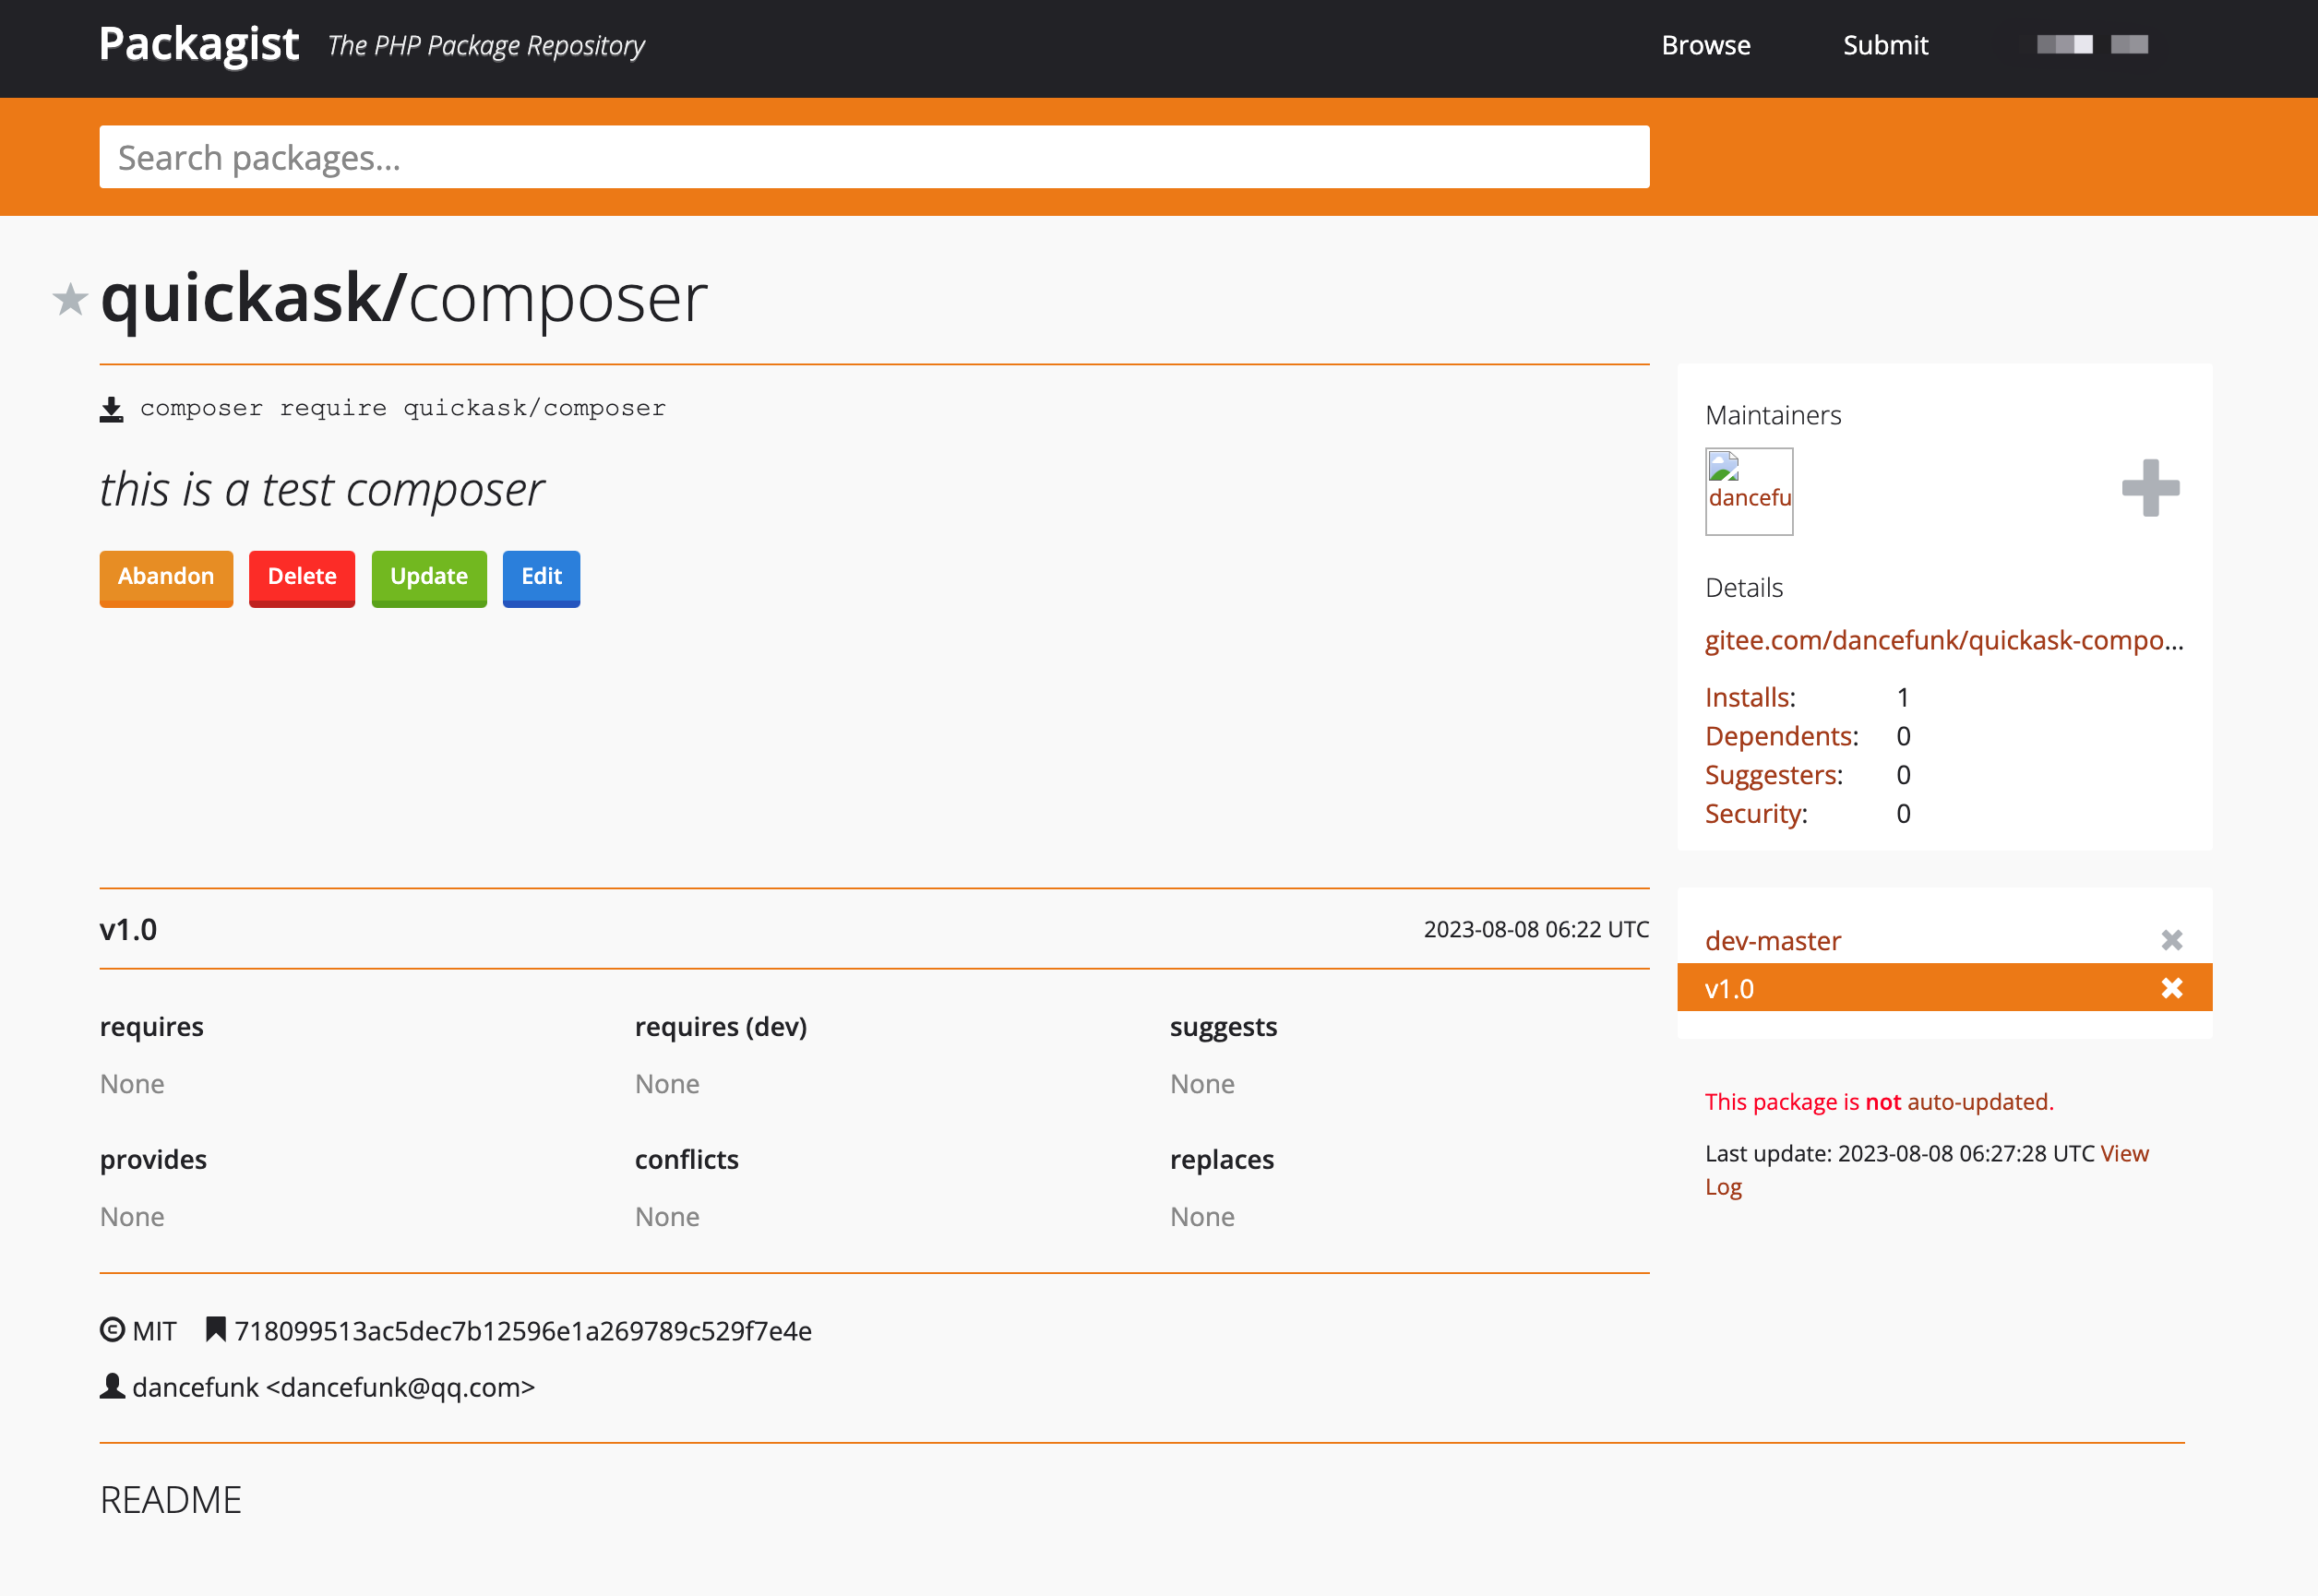 Packagist The PHP Package Repository
Browse Submit
Search packages...
quickask/composer
composer require quickask/composer
this is a test composer
Abandon Delete Update Edit
Maintainers
dancefu
Details
gitee.com/dancefunk/quickask-compo...
Installs: 1
Dependents: 0
Suggesters: 0
Security: 0
v1.0 2023-08-08 06:22 UTC
requires requires (dev) suggests
None None None
provides conflicts replaces
None None None
dev-master
v1.0
This package is not auto-updated.
Last update: 2023-08-08 06:27:28 UTC View
Log
MIT 718099513ac5dec7b12596e1a269789c529f7e4e
dancefunk <dancefunk@qq.com>
README